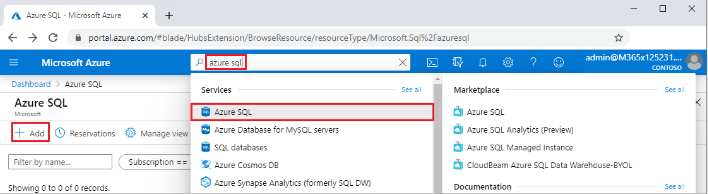 Azure SQL - Microsoft Azure
portal.azure.com/#blade/HubsExtension/BrowseResource/resourceType/Microsoft.Sql%2Fazuresql
Microsoft Azure
azure sql
admin@M365x125231....
CONTOSO
Dashboard > Azure SQL
Azure SQL
Microsoft
Add
Reservations
Manage view
Filter by name...
Subscription ==
Showing 0 to 0 of 0 records.
Services
See all
Azure SQL
Azure Database for MySQL servers
SQL databases
Azure Cosmos DB
Azure Synapse Analytics (formerly SQL DW)
Marketplace
See all
Azure SQL
Azure SQL Analytics (Preview)
Azure SQL Managed Instance
CloudBeam Azure SQL Data Warehouse-BYOL
Documentation
See all